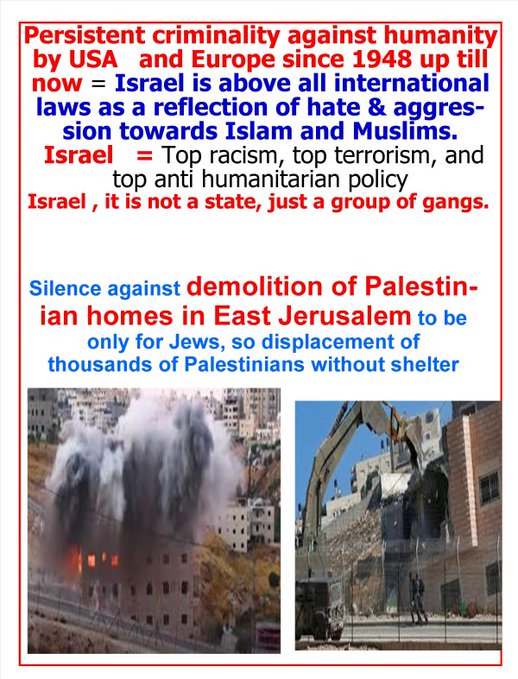 Persistent criminality against humanity
by USA and Europe since 1948 up till
now = Israel is above all international
laws as a reflection of hate & aggres-
sion towards Islam and Muslims.
Israel = Top racism, top terrorism, and
top anti humanitarian policy
Israel , it is not a state, just a group of gangs.
Silence against demolition of Palestin-
ian homes in East Jerusalem to be
only for Jews, so displacement of
thousands of Palestinians without shelter